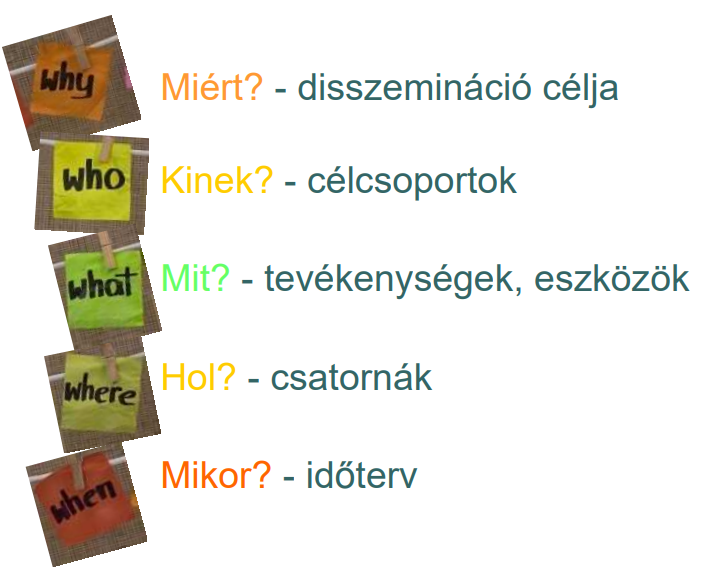 why
Miért? - disszemináció célja
who
Kinek? - célcsoportok
what
Mit? - tevékenységek, eszközök
where
Hol? - csatornák
when
Mikor? - időterv